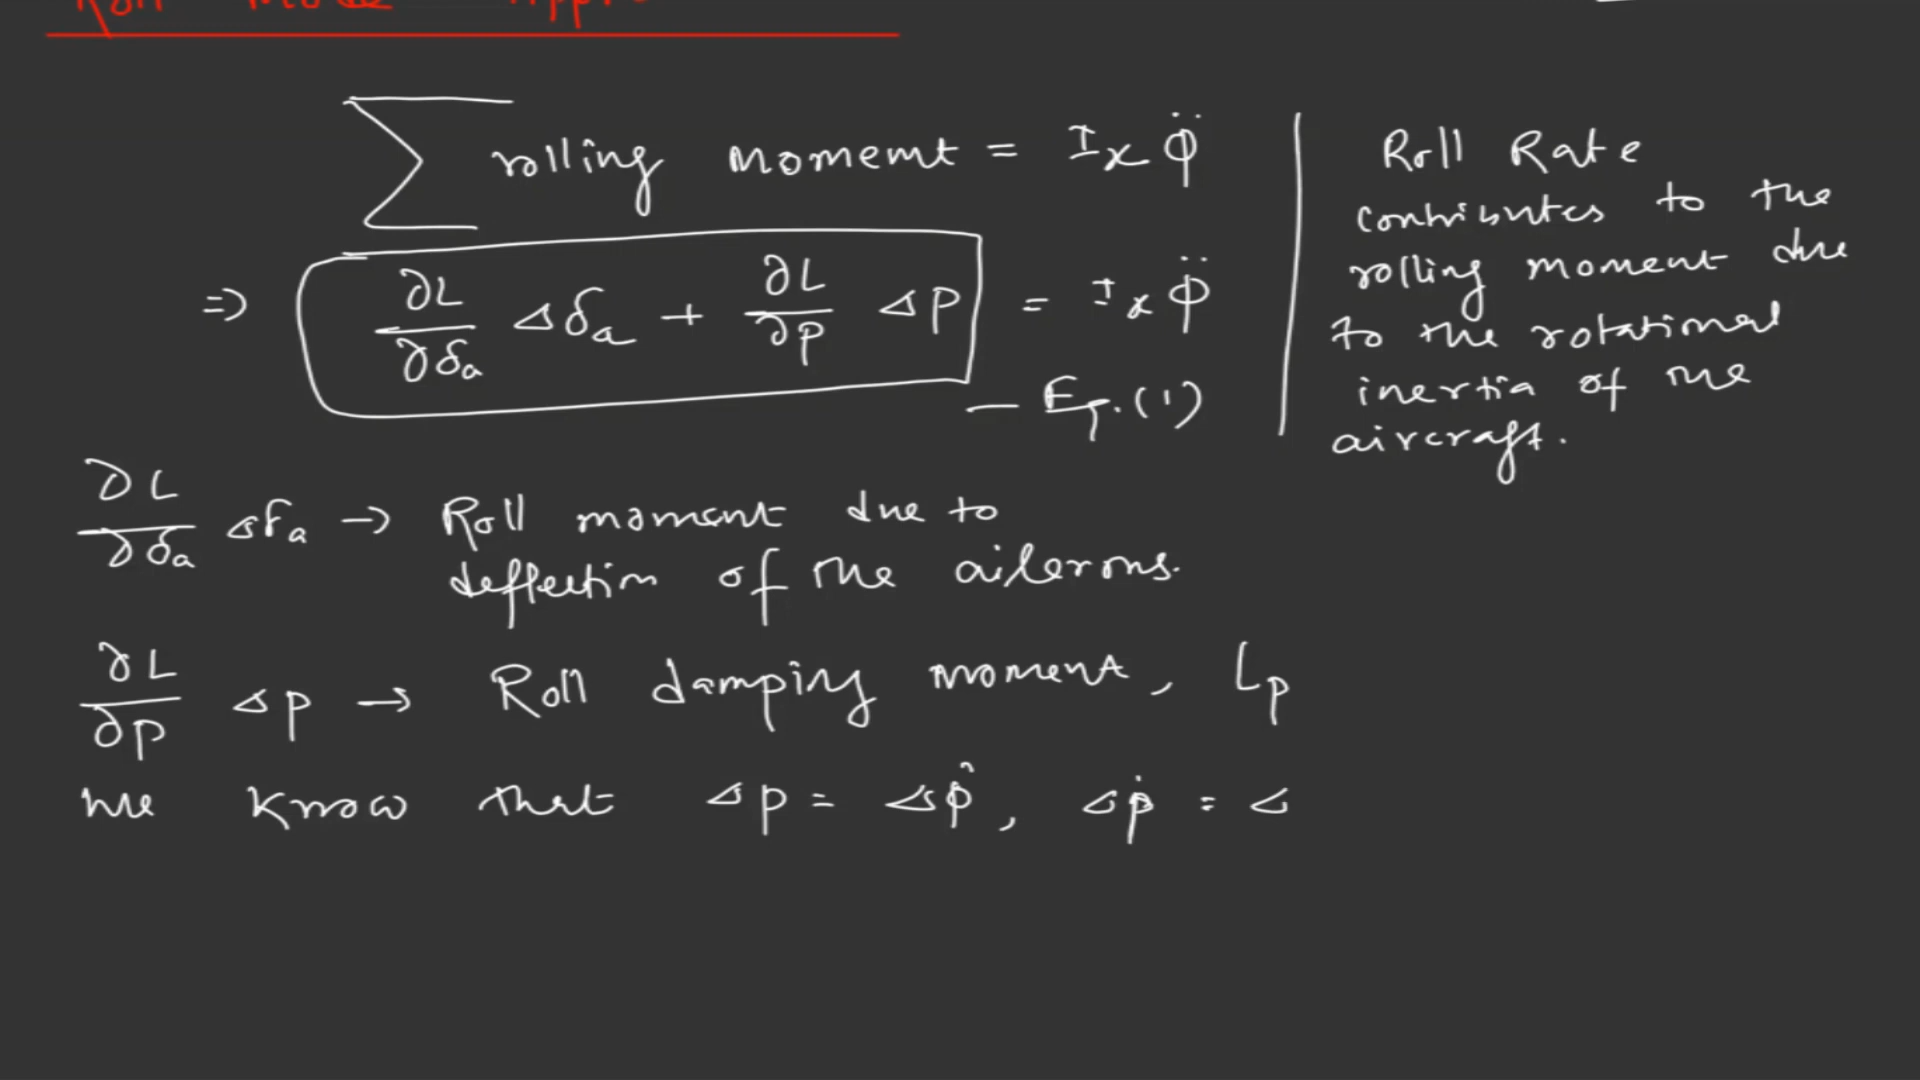 Roll Mode
∑ rolling moment = Iₓ φ̈
=> ∂L/∂δₐ Δδₐ + ∂L/∂p Δp = Iₓ φ̈
— Eq.(1)
Roll Rate
contributes to the
rolling moment due
to the rotational
inertia of the
aircraft.
∂L/∂δₐ Δδₐ → Roll moment due to
deflection of the ailerons.
∂L/∂p Δp → Roll damping moment, Lp
We know that Δp = Δφ̇, Δṗ = Δ